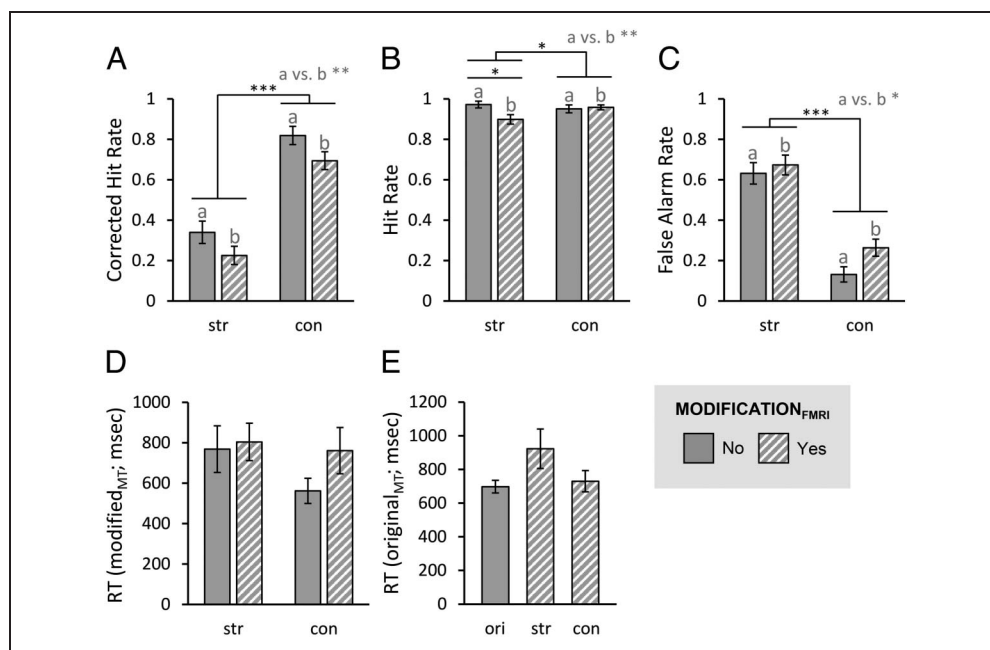 A
a vs. b **
***
Corrected Hit Rate
1
0.8
0.6
0.4
0.2
0
a
b
a
b
str
con
B
*
a vs. b **
*
Hit Rate
1
0.8
0.6
0.4
0.2
0
a
b
a
b
str
con
C
a vs. b *
***
False Alarm Rate
1
0.8
0.6
0.4
0.2
0
a
b
a
b
str
con
D
RT (modifiedMT; msec)
1000
800
600
400
200
0
str
con
E
RT (originalMT; msec)
1200
1000
800
600
400
200
0
ori
str
con
MODIFICATIONFMRI
No
Yes